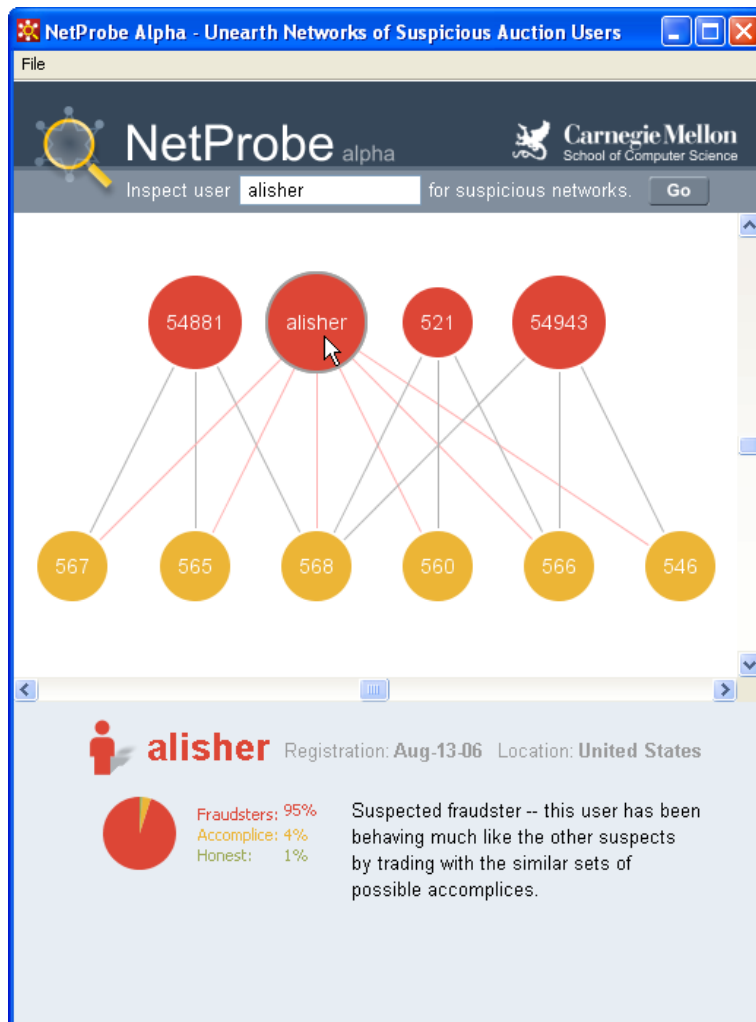 NetProbe Alpha - Unearth Networks of Suspicious Auction Users
File
NetProbe alpha
Carnegie Mellon
School of Computer Science
Inspect user alisher for suspicious networks. Go
54881 alisher 521 54943
567 565 568 560 566 546
alisher Registration: Aug-13-06 Location: United States
Fraudsters: 95%
Accomplice: 4%
Honest: 1%
Suspected fraudster -- this user has been
behaving much like the other suspects
by trading with the similar sets of
possible accomplices.